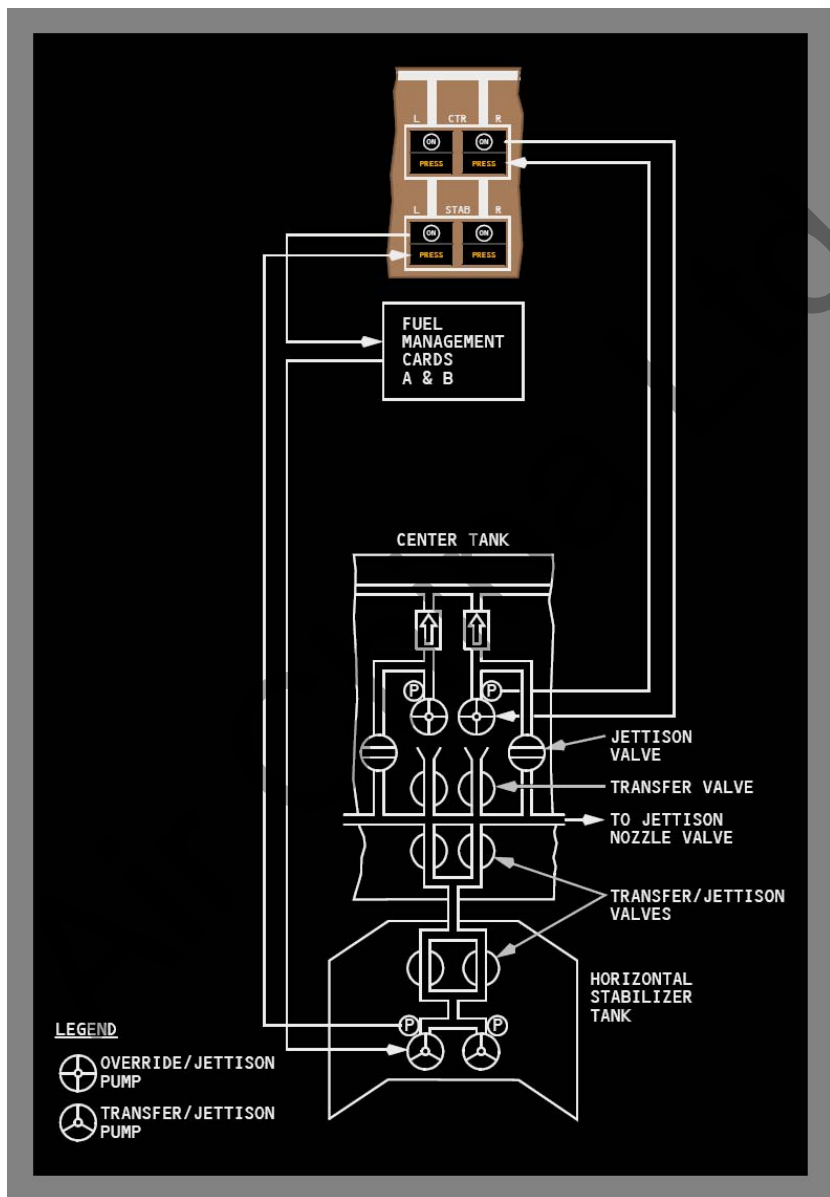 L CTR R
ON ON
PRESS PRESS
L STAB R
ON ON
PRESS PRESS
FUEL
MANAGEMENT
CARDS
A & B
CENTER TANK
P P
JETTISON
VALVE
TRANSFER VALVE
TO JETTISON
NOZZLE VALVE
TRANSFER/JETTISON
VALVES
HORIZONTAL
STABILIZER
TANK
P P
LEGEND
OVERRIDE/JETTISON
PUMP
TRANSFER/JETTISON
PUMP